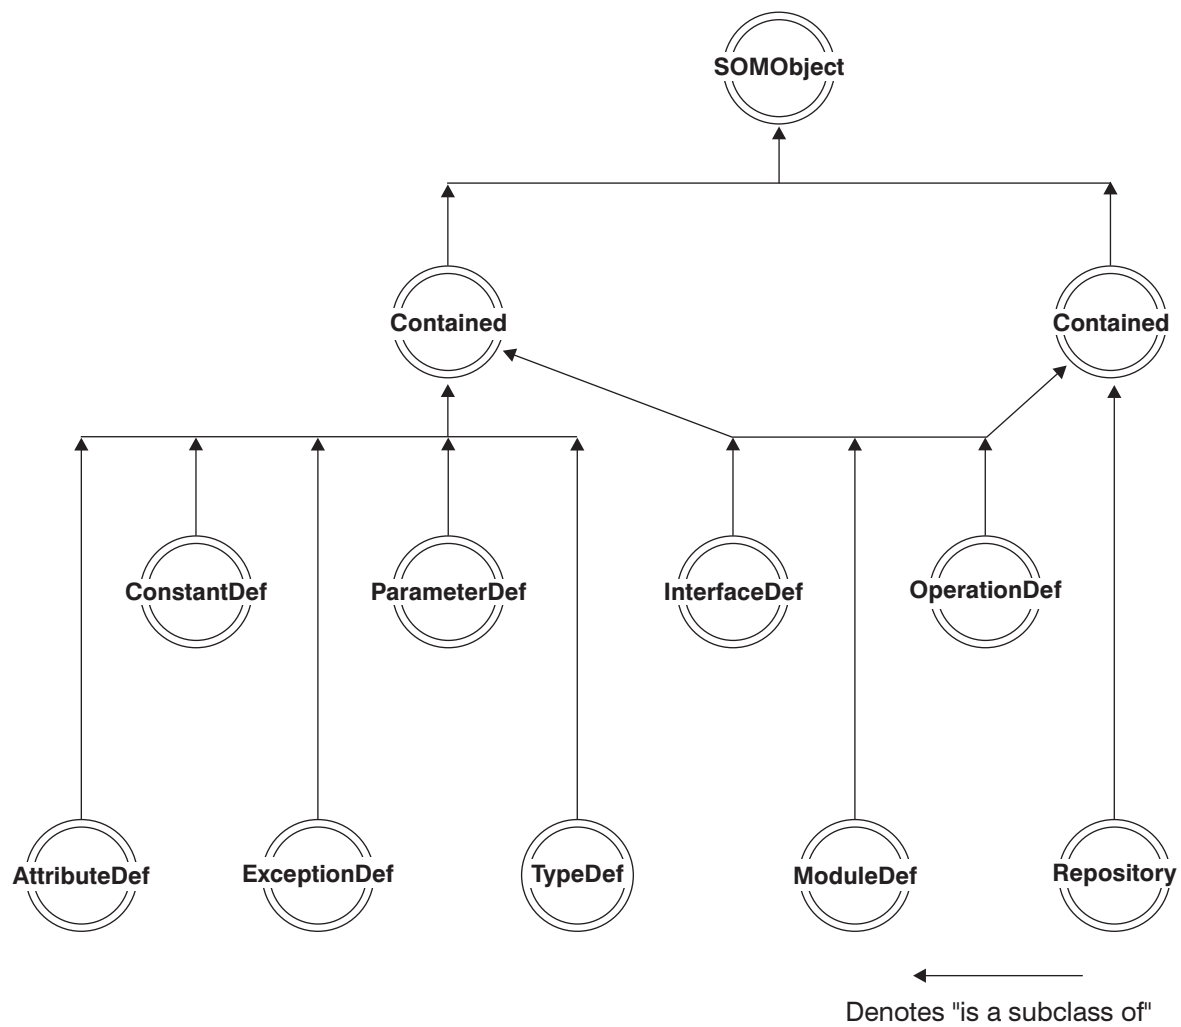 SOMObject
Contained
Contained
ConstantDef
ParameterDef
InterfaceDef
OperationDef
AttributeDef
ExceptionDef
TypeDef
ModuleDef
Repository
Denotes "is a subclass of"